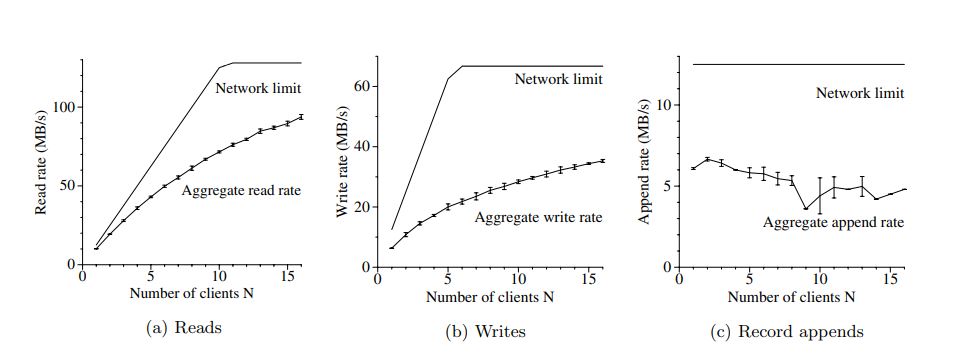 100
50
0
Read rate (MB/s)
Network limit
Aggregate read rate
0 5 10 15
Number of clients N
(a) Reads
60
40
20
0
Write rate (MB/s)
Network limit
Aggregate write rate
0 5 10 15
Number of clients N
(b) Writes
10
5
0
Append rate (MB/s)
Network limit
Aggregate append rate
0 5 10 15
Number of clients N
(c) Record appends